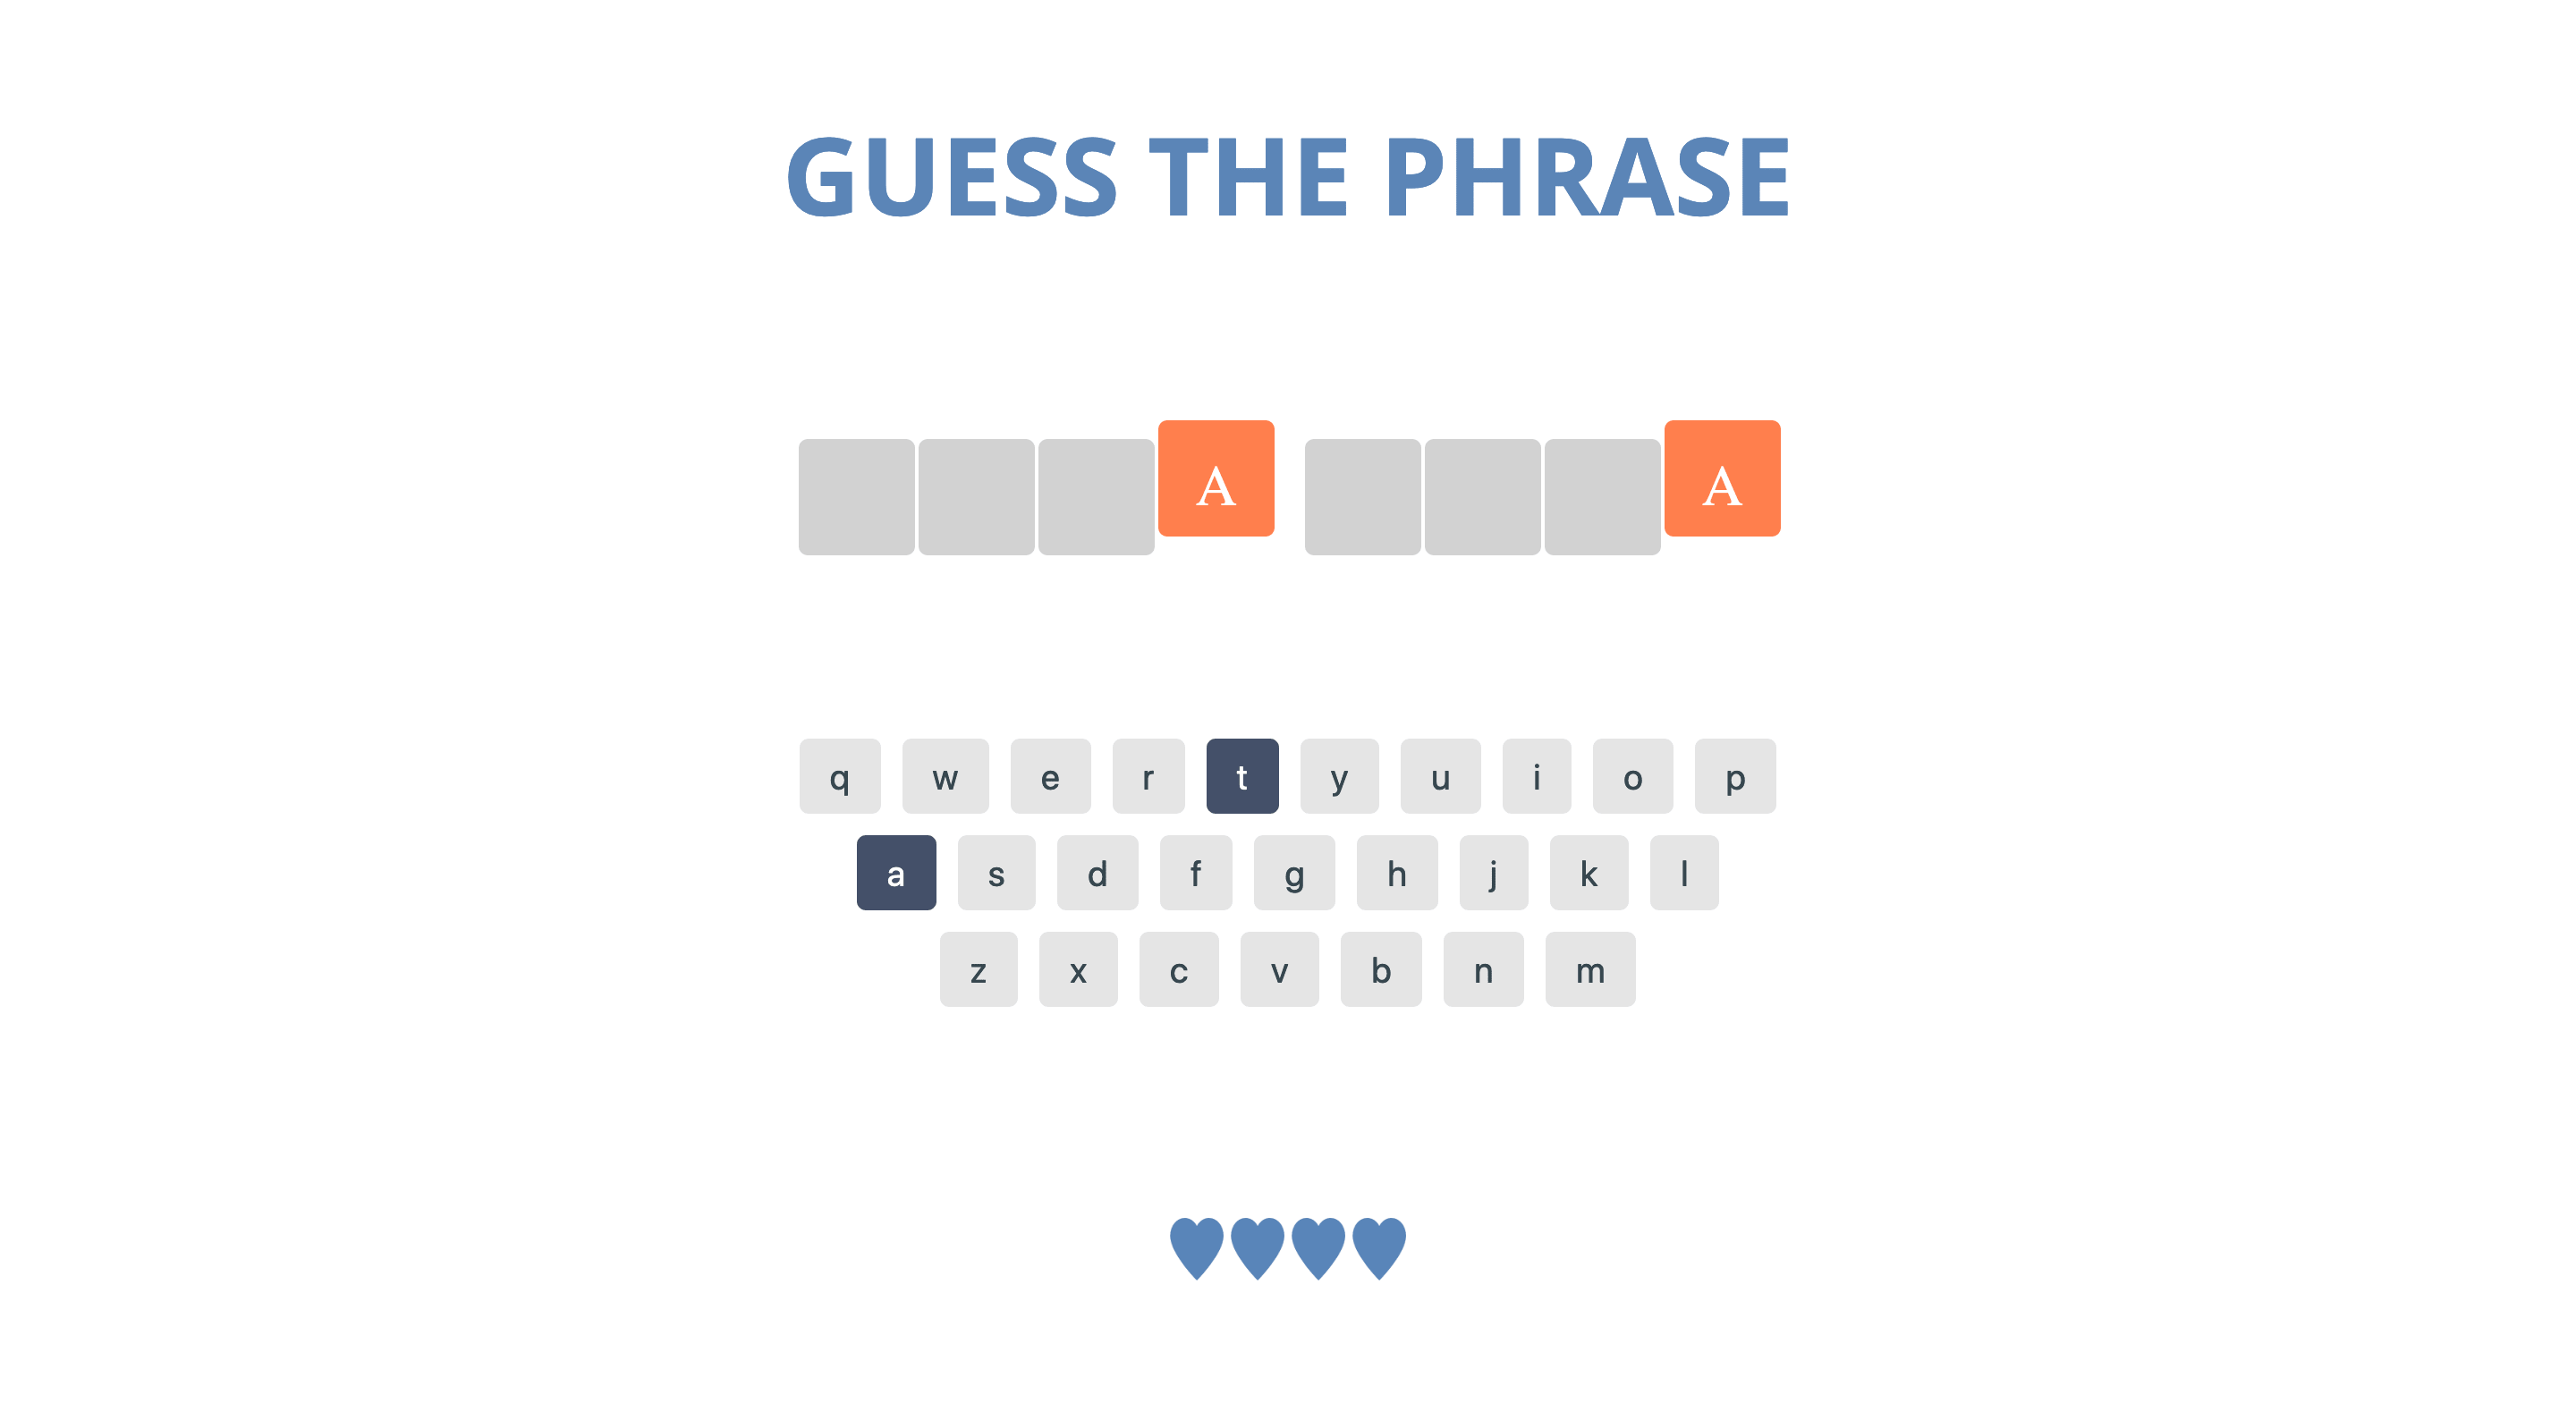 GUESS THE PHRASE
A A
q w e r t y u i o p
a s d f g h j k l
z x c v b n m